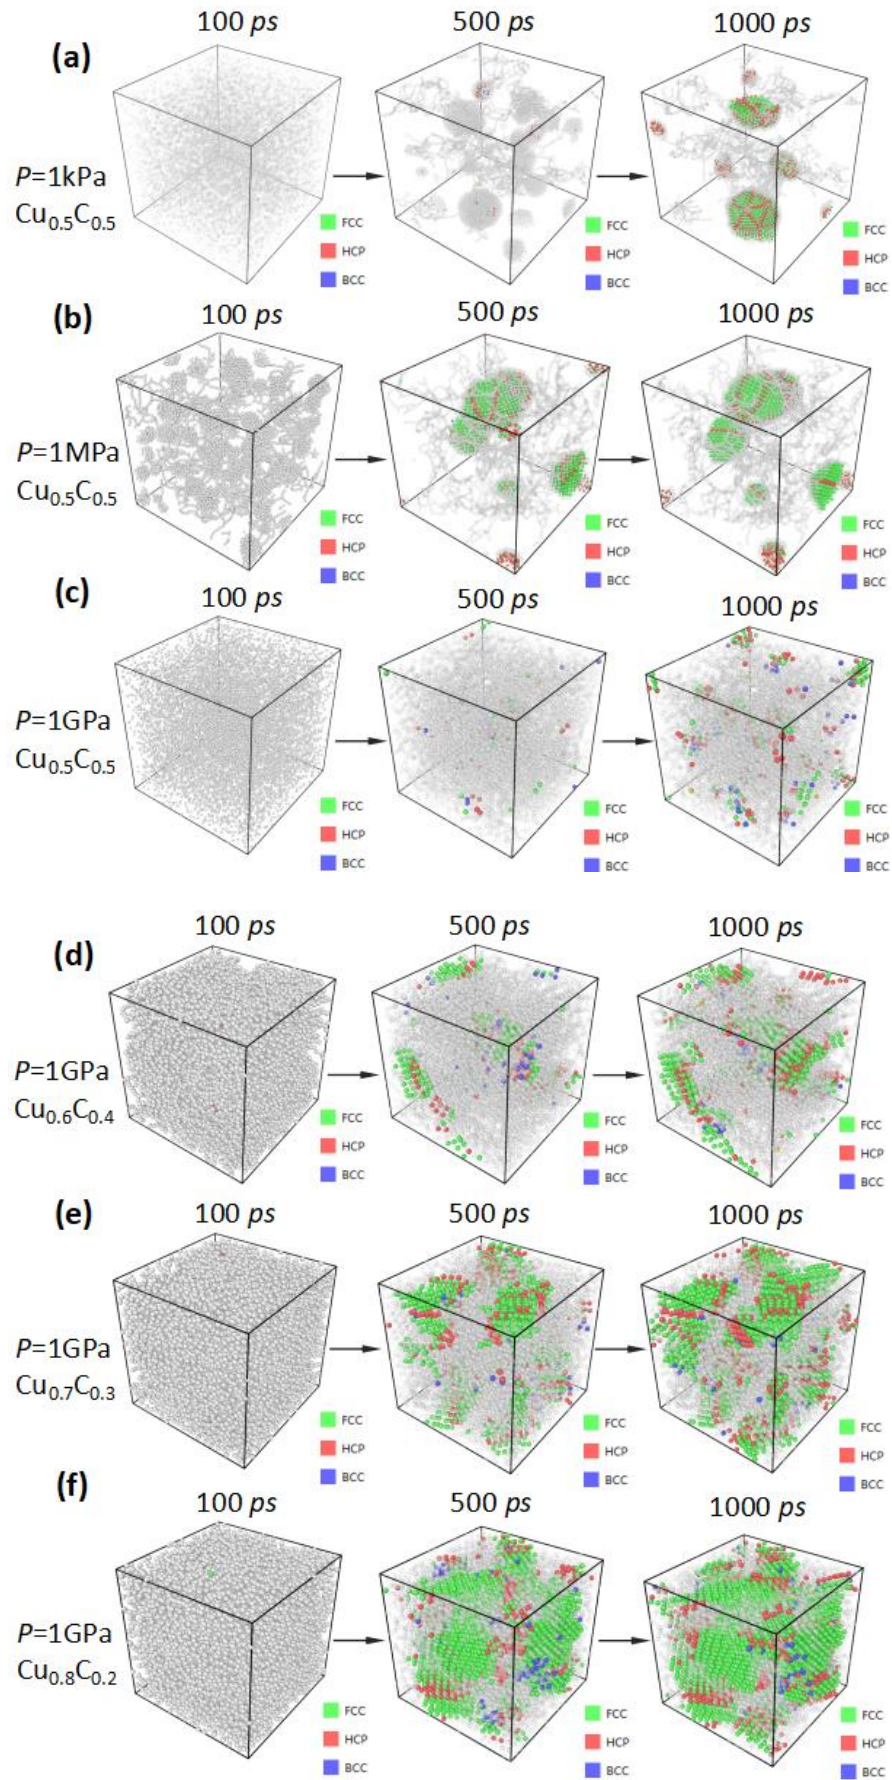 100 ps 500 ps 1000 ps
(a)
P=1kPa
Cu0.5C0.5
FCC FCC FCC
HCP HCP HCP
BCC BCC BCC
(b) 100 ps 500 ps 1000 ps
P=1MPa
Cu0.5C0.5
FCC FCC FCC
HCP HCP HCP
BCC BCC BCC
(c) 100 ps 500 ps 1000 ps
P=1GPa
Cu0.5C0.5
FCC FCC FCC
HCP HCP HCP
BCC BCC BCC
(d) 100 ps 500 ps 1000 ps
P=1GPa
Cu0.6C0.4
FCC FCC FCC
HCP HCP HCP
BCC BCC BCC
(e) 100 ps 500 ps 1000 ps
P=1GPa
Cu0.7C0.3
FCC FCC FCC
HCP HCP HCP
BCC BCC BCC
(f) 100 ps 500 ps 1000 ps
P=1GPa
Cu0.8C0.2
FCC FCC FCC
HCP HCP HCP
BCC BCC BCC